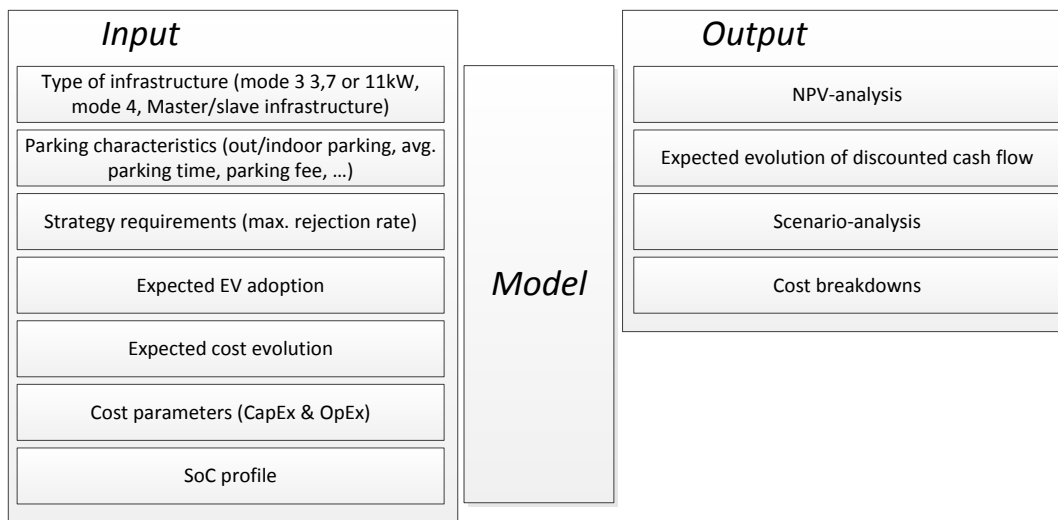 Input
Type of infrastructure (mode 3 3,7 or 11kW,
mode 4, Master/slave infrastructure)
Parking characteristics (out/indoor parking, avg.
parking time, parking fee, …)
Strategy requirements (max. rejection rate)
Expected EV adoption
Expected cost evolution
Cost parameters (CapEx & OpEx)
SoC profile
Model
Output
NPV-analysis
Expected evolution of discounted cash flow
Scenario-analysis
Cost breakdowns